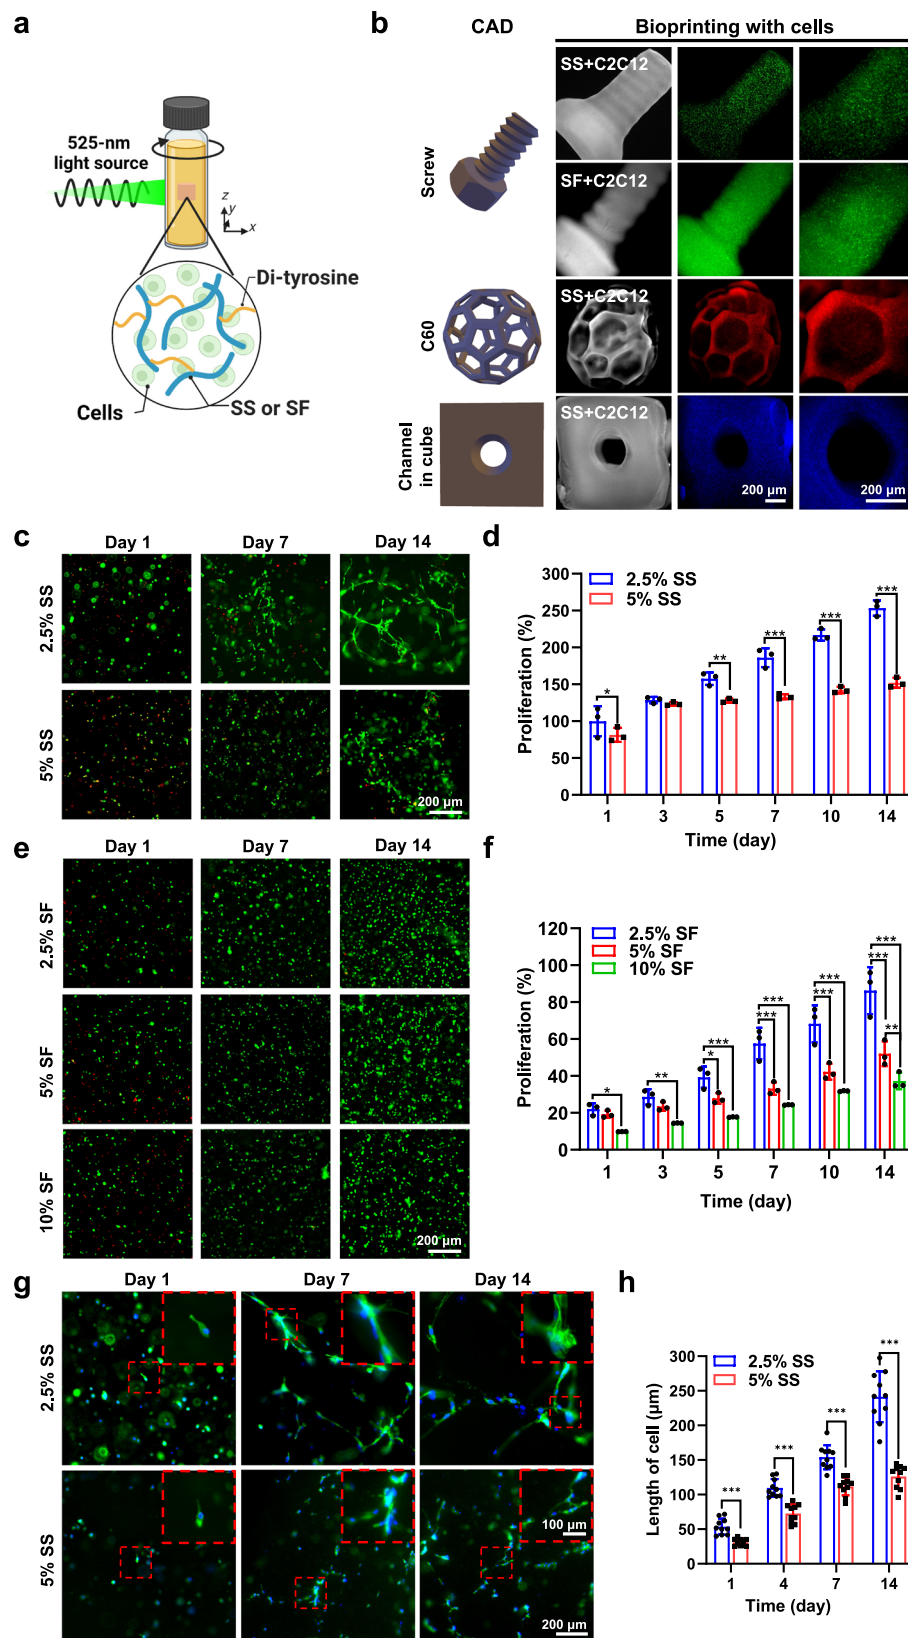 a
525-nm
light source
z
y
x
Di-tyrosine
Cells
SS or SF
b
CAD
Bioprinting with cells
Screw
SS+C2C12
SF+C2C12
C60
SS+C2C12
Channel
in cube
SS+C2C12
200 μm
200 μm
c
Day 1
Day 7
Day 14
2.5% SS
5% SS
200 μm
d
2.5% SS
5% SS
Proliferation (%)
300
250
200
150
100
50
0
*
**
***
***
***
1
3
5
7
10
14
Time (day)
e
Day 1
Day 7
Day 14
2.5% SF
5% SF
10% SF
200 μm
f
2.5% SF
5% SF
10% SF
Proliferation (%)
120
100
80
60
40
20
0
*
**
***
*
***
***
***
***
***
***
**
1
3
5
7
10
14
Time (day)
g
Day 1
Day 7
Day 14
2.5% SS
5% SS
100 μm
200 μm
h
2.5% SS
5% SS
Length of cell (μm)
300
250
200
150
100
50
0
***
***
***
***
1
4
7
14
Time (day)